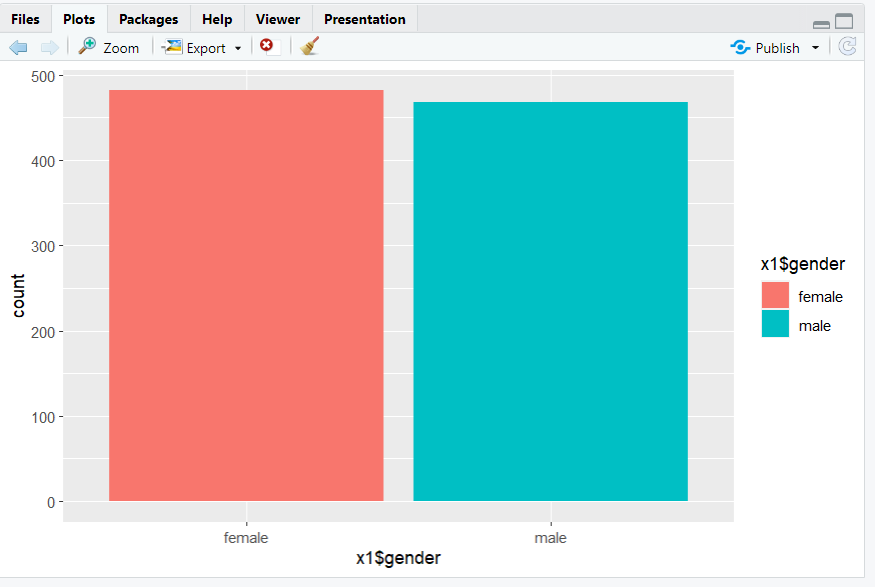 Files Plots Packages Help Viewer Presentation
Zoom Export Publish
500
400
300
200
100
0
count
female male
x1$gender
x1$gender
female
male